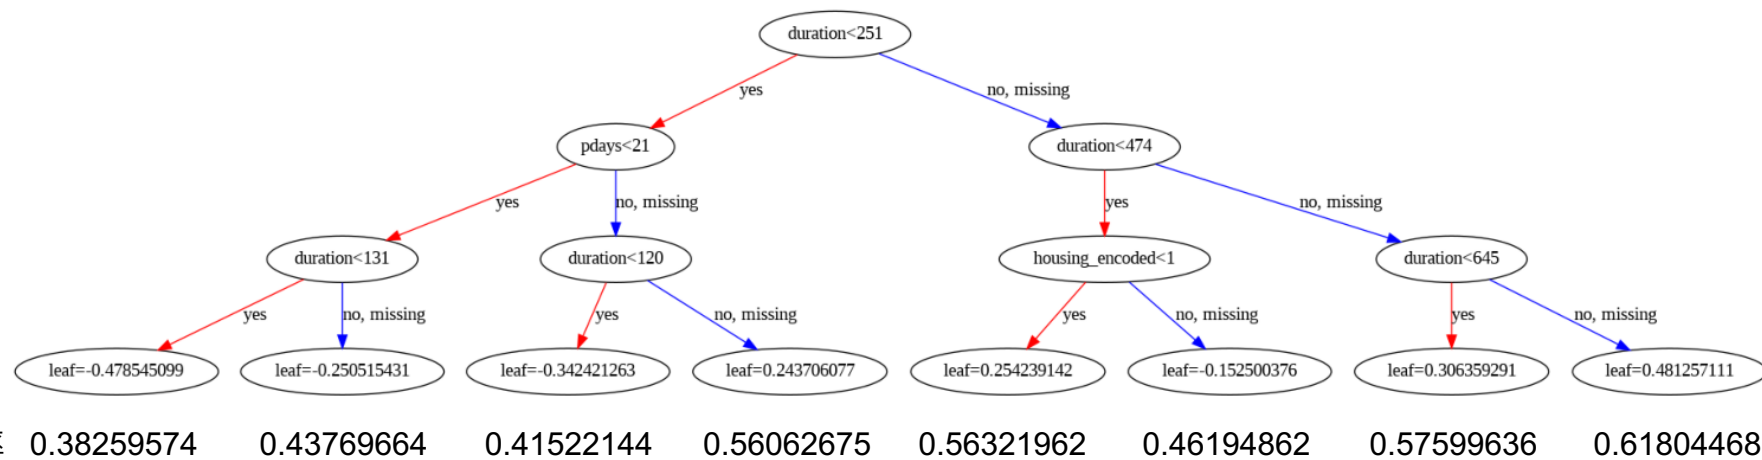 duration<251
yes
no, missing
pdays<21
duration<474
yes
no, missing
yes
no, missing
duration<131
duration<120
housing_encoded<1
duration<645
yes
no, missing
yes
no, missing
yes
no, missing
yes
no, missing
leaf=-0.478545099
leaf=-0.250515431
leaf=-0.342421263
leaf=0.243706077
leaf=0.254239142
leaf=-0.152500376
leaf=0.306359291
leaf=0.481257111
0.38259574 0.43769664 0.41522144 0.56062675 0.56321962 0.46194862 0.57599636 0.61804468